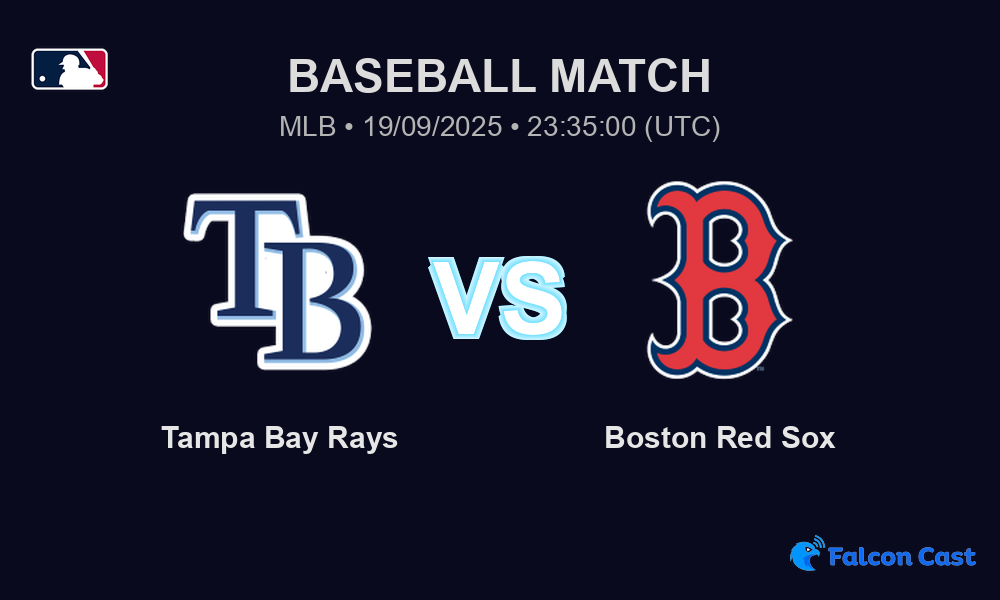 BASEBALL MATCH
MLB • 19/09/2025 • 23:35:00 (UTC)
TB
VS
B
Tampa Bay Rays
Boston Red Sox
Falcon Cast